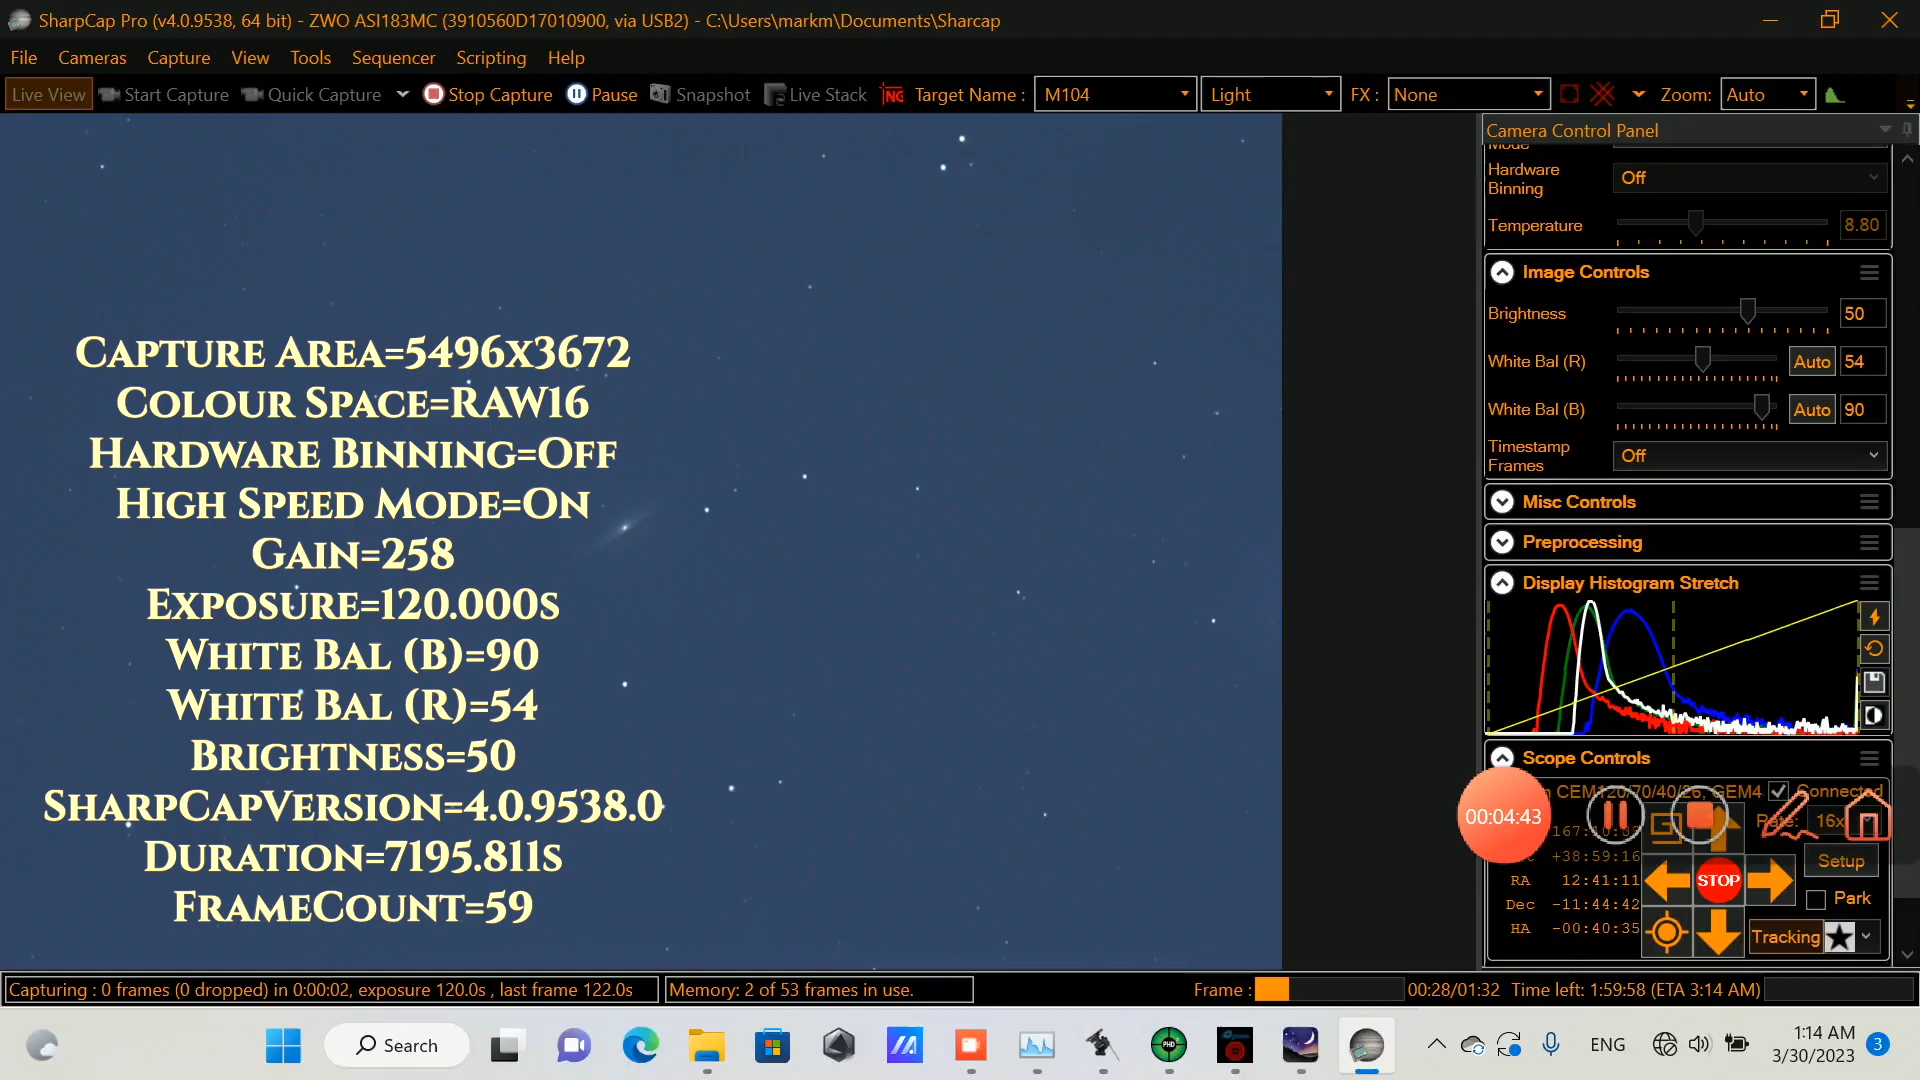 SharpCap Pro (v4.0.9538, 64 bit) - ZWO ASI183MC (3910560D17010900, via USB2) - C:\Users\markm\Documents\Sharcap
File Cameras Capture View Tools Sequencer Scripting Help
Live View Start Capture Quick Capture Stop Capture Pause Snapshot Live Stack Target Name : M104 Light FX : None Zoom: Auto
Camera Control Panel
Mode
Hardware
Binning
Off
Temperature 8.80
Image Controls
Brightness 50
White Bal (R) Auto 54
White Bal (B) Auto 90
Timestamp
Frames
Off
Misc Controls
Preprocessing
Display Histogram Stretch
Scope Controls
CEM120/70/40/26, GEM4 Connected
00:04:43
Rate: 16x
+38:59:16
Setup
RA 12:41:11
STOP
Park
Dec -11:44:42
HA -00:40:35
Tracking
Capture Area=5496x3672
Colour Space=RAW16
Hardware Binning=Off
High Speed Mode=On
Gain=258
Exposure=120.000s
White Bal (B)=90
White Bal (R)=54
Brightness=50
SharpCapVersion=4.0.9538.0
Duration=7195.811s
FrameCount=59
Capturing : 0 frames (0 dropped) in 0:00:02, exposure 120.0s , last frame 122.0s
Memory: 2 of 53 frames in use.
Frame : 00:28/01:32 Time left: 1:59:58 (ETA 3:14 AM)
Search
PHD
ENG
1:14 AM
3/30/2023
3